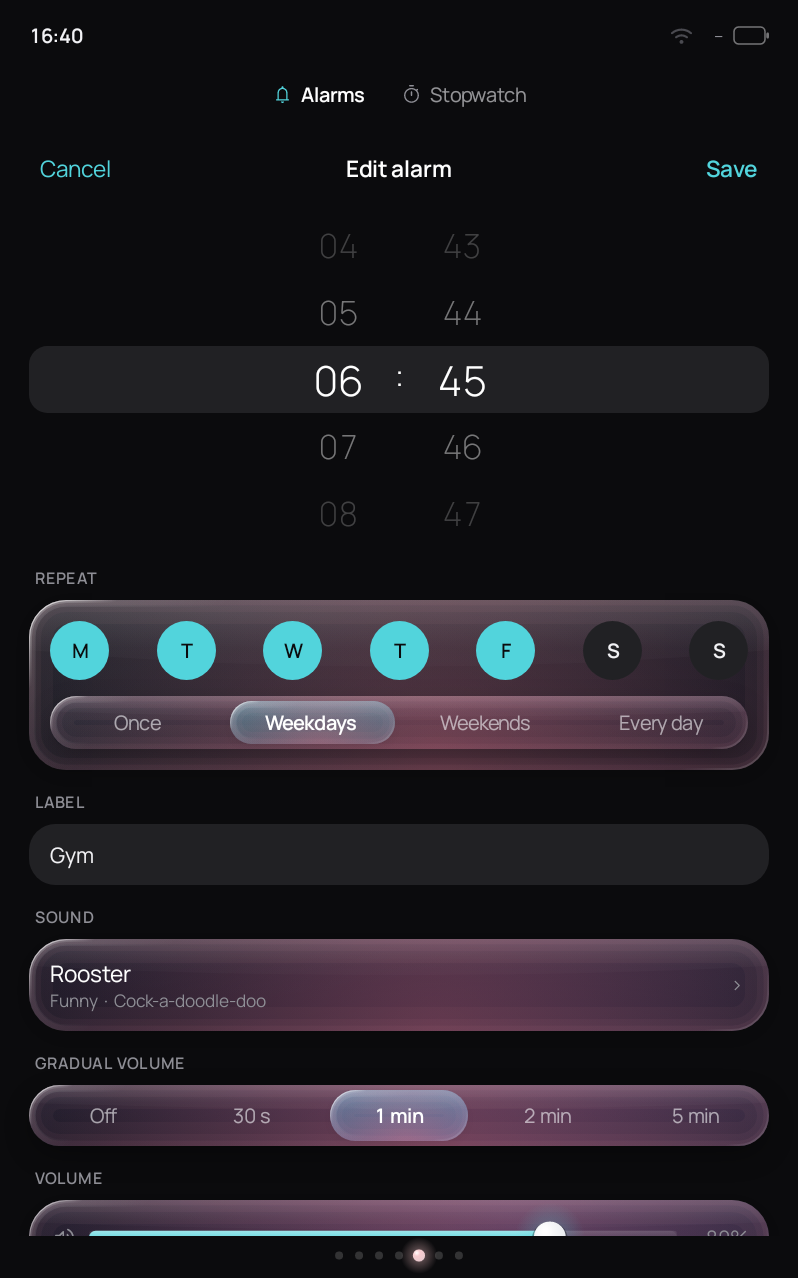 16:40
Alarms Stopwatch
Cancel Edit alarm Save
04 43
05 44
06 : 45
07 46
08 47
REPEAT
M T W T F S S
Once Weekdays Weekends Every day
LABEL
Gym
SOUND
Rooster
Funny · Cock-a-doodle-doo
GRADUAL VOLUME
Off 30 s 1 min 2 min 5 min
VOLUME